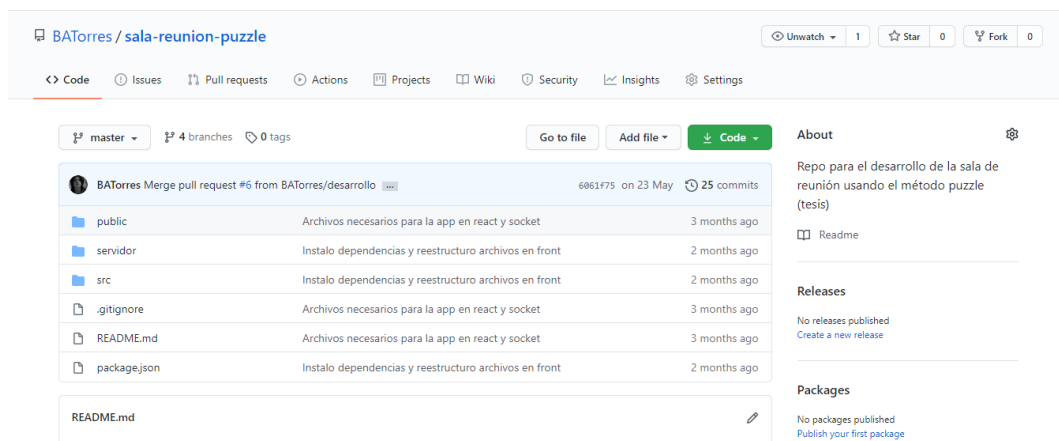 BATorres / sala-reunion-puzzle
Unwatch 1 Star 0 Fork 0
Code Issues Pull requests Actions Projects Wiki Security Insights Settings
master 4 branches 0 tags Go to file Add file Code
BATorres Merge pull request #6 from BATorres/desarrollo ... 6061f75 on 23 May 25 commits
public Archivos necesarios para la app en react y socket 3 months ago
servidor Instalo dependencias y reestructuro archivos en front 2 months ago
src Instalo dependencias y reestructuro archivos en front 2 months ago
.gitignore Archivos necesarios para la app en react y socket 3 months ago
README.md Archivos necesarios para la app en react y socket 3 months ago
package.json Instalo dependencias y reestructuro archivos en front 2 months ago
README.md
About
Repo para el desarrollo de la sala de
reunión usando el método puzzle
(tesis)
Readme
Releases
No releases published
Create a new release
Packages
No packages published
Publish your first package